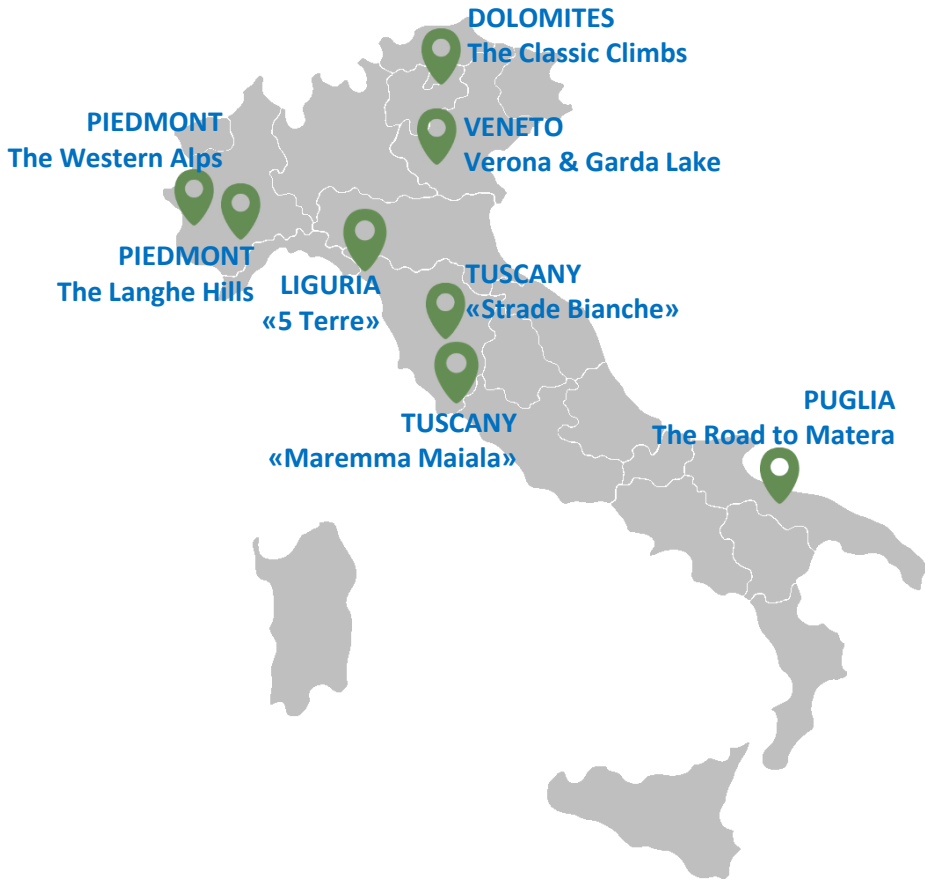 DOLOMITES
The Classic Climbs
PIEDMONT
The Western Alps
VENETO
Verona & Garda Lake
PIEDMONT
The Langhe Hills
LIGURIA
«5 Terre»
TUSCANY
«Strade Bianche»
TUSCANY
«Maremma Maiala»
PUGLIA
The Road to Matera